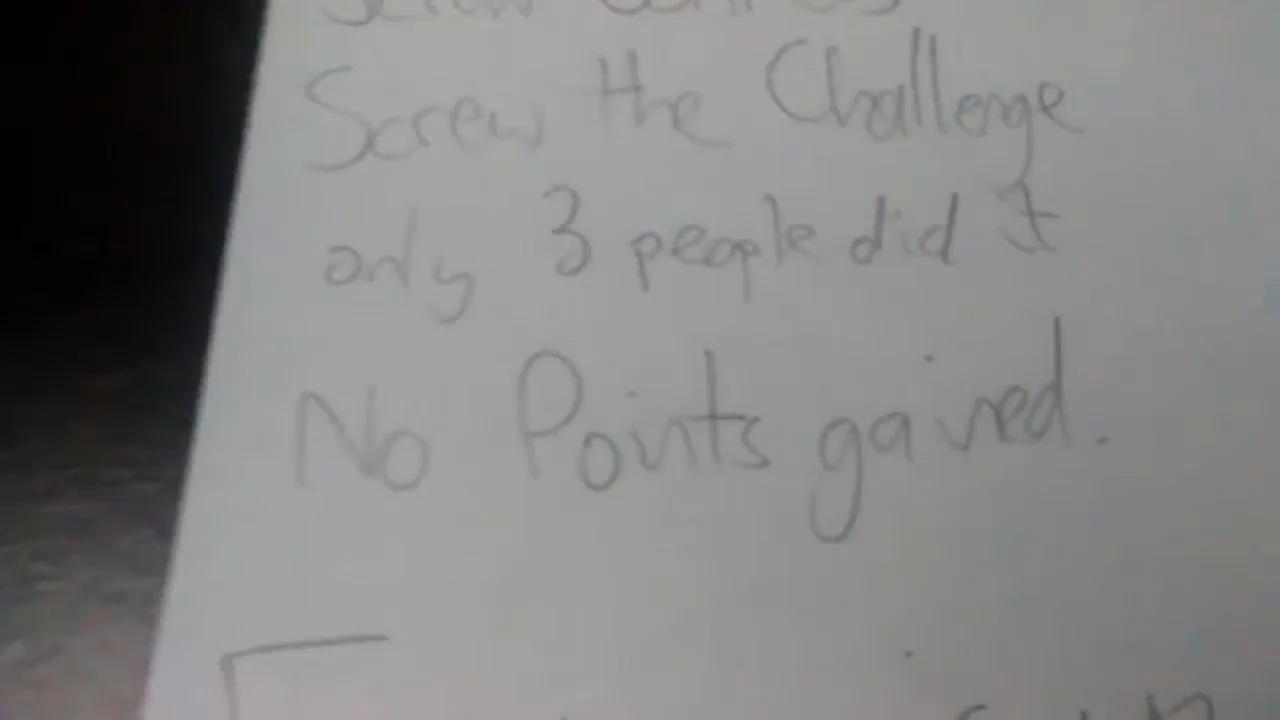 Screw the Challenge
only 3 people did it
No Points gained.